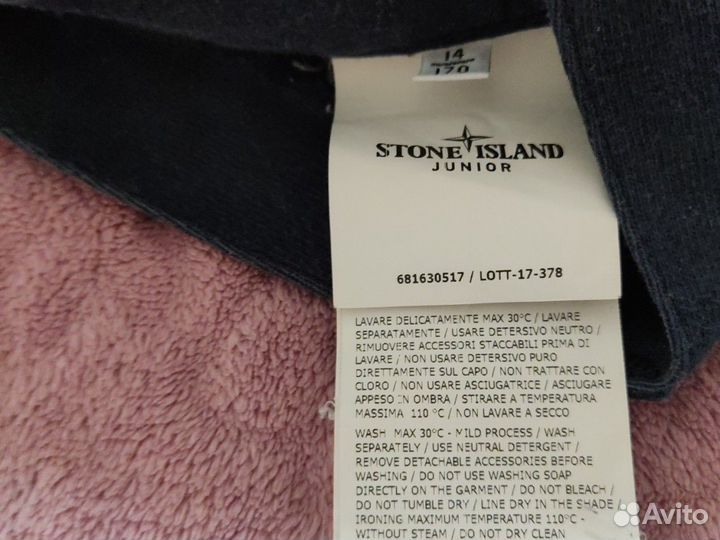 14
170
STONE ISLAND
JUNIOR
681630517 / LOTT-17-378
LAVARE DELICATAMENTE MAX 30°C / LAVARE
SEPARATAMENTE / USARE DETERSIVO NEUTRO /
RIMUOVERE ACCESSORI STACCABILI PRIMA DI
LAVARE / NON USARE DETERSIVO PURO
DIRETTAMENTE SUL CAPO / NON TRATTARE CON
CLORO / NON USARE ASCIUGATRICE / ASCIUGARE
APPESO IN OMBRA / STIRARE A TEMPERATURA
MASSIMA 110 °C / NON LAVARE A SECCO
WASH MAX 30°C - MILD PROCESS / WASH
SEPARATELY / USE NEUTRAL DETERGENT /
REMOVE DETACHABLE ACCESSORIES BEFORE
WASHING / DO NOT USE WASHING SOAP
DIRECTLY ON THE GARMENT / DO NOT BLEACH /
DO NOT TUMBLE DRY / LINE DRY IN THE SHADE /
IRONING MAXIMUM TEMPERATURE 110°C -
WITHOUT STEAM / DO NOT DRY CLEAN
Avito